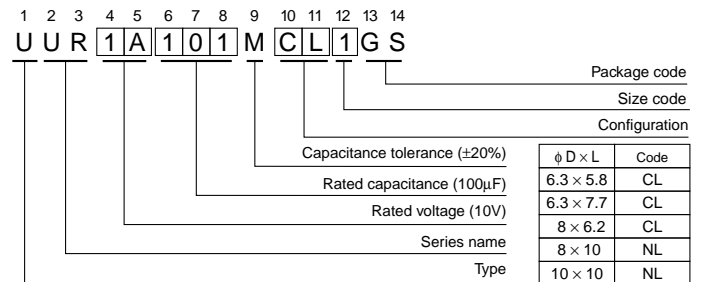 1 2 3 4 5 6 7 8 9 10 11 12 13 14
U U R 1 A 1 0 1 M C L 1 G S
Package code
Size code
Configuration
Capacitance tolerance (±20%)
Rated capacitance (100μF)
Rated voltage (10V)
Series name
Type
ϕ D × L Code
6.3 × 5.8 CL
6.3 × 7.7 CL
8 × 6.2 CL
8 × 10 NL
10 × 10 NL